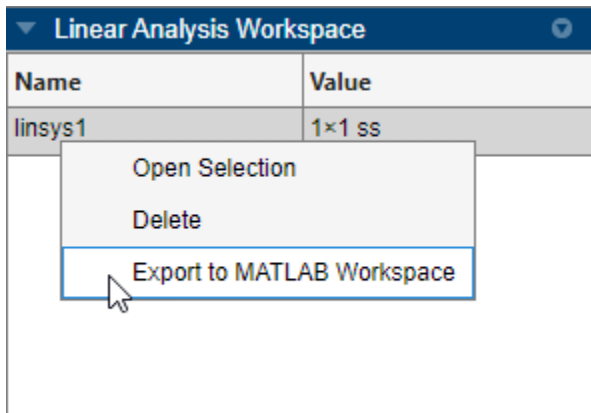 Linear Analysis Workspace
Name Value
linsys1 1×1 ss
Open Selection
Delete
Export to MATLAB Workspace